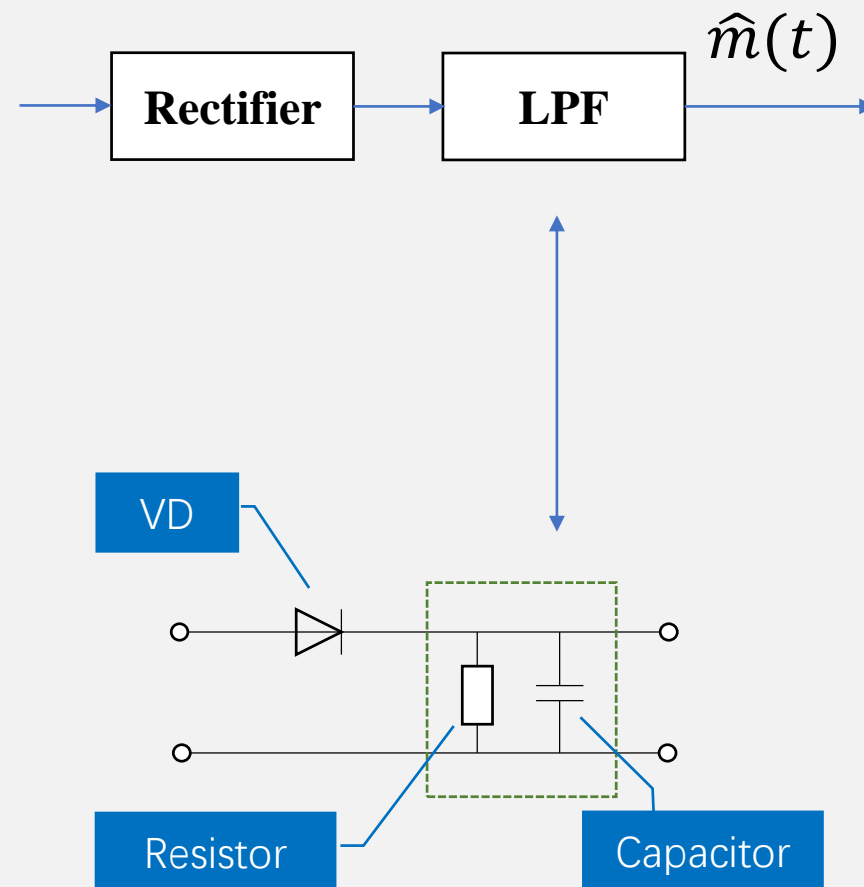 m̂(t)
Rectifier
LPF
VD
Resistor
Capacitor